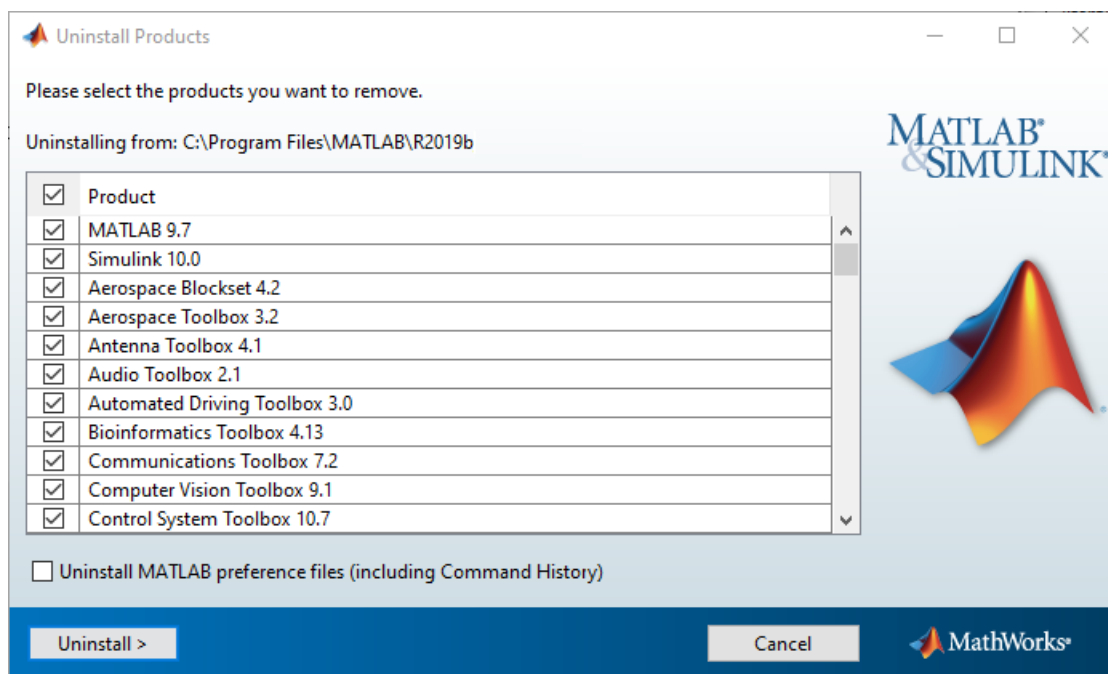 Uninstall Products
Please select the products you want to remove.
Uninstalling from: C:\Program Files\MATLAB\R2019b
MATLAB®
&SIMULINK®
Product
MATLAB 9.7
Simulink 10.0
Aerospace Blockset 4.2
Aerospace Toolbox 3.2
Antenna Toolbox 4.1
Audio Toolbox 2.1
Automated Driving Toolbox 3.0
Bioinformatics Toolbox 4.13
Communications Toolbox 7.2
Computer Vision Toolbox 9.1
Control System Toolbox 10.7
Uninstall MATLAB preference files (including Command History)
Uninstall >
Cancel
MathWorks®